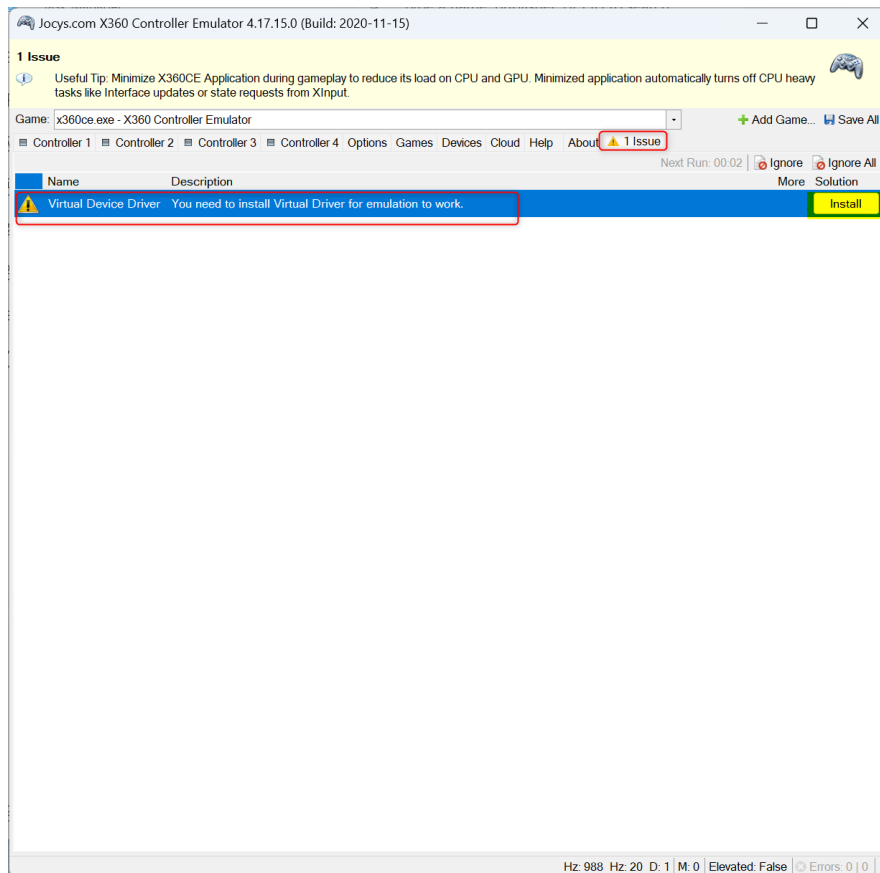 Jocys.com X360 Controller Emulator 4.17.15.0 (Build: 2020-11-15)
1 Issue
Useful Tip: Minimize X360CE Application during gameplay to reduce its load on CPU and GPU. Minimized application automatically turns off CPU heavy
tasks like Interface updates or state requests from XInput.
Game: x360ce.exe - X360 Controller Emulator Add Game... Save All
Controller 1 Controller 2 Controller 3 Controller 4 Options Games Devices Cloud Help About 1 Issue
Next Run: 00:02 Ignore Ignore All
Name Description More Solution
Virtual Device Driver You need to install Virtual Driver for emulation to work. Install
Hz: 988 Hz: 20 D: 1 M: 0 Elevated: False Errors: 0 | 0